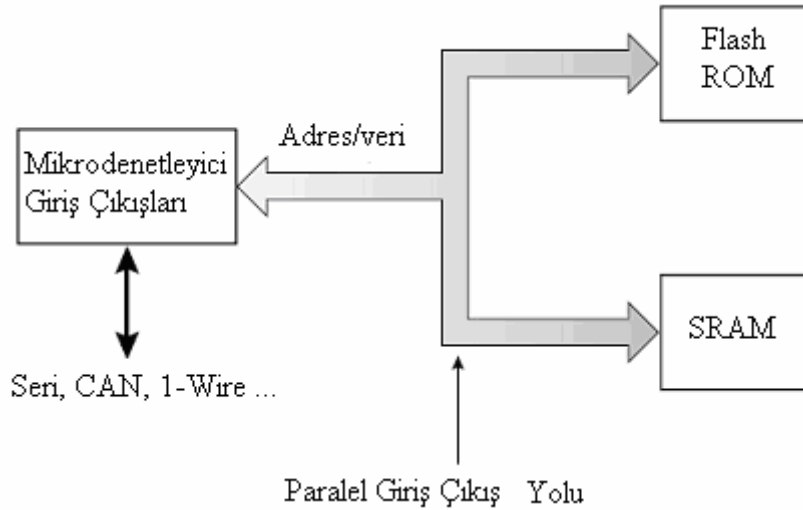 Flash
ROM
Adres/veri
Mikrodenetleyici
Giriş Çıkışları
SRAM
Seri, CAN, 1-Wire ...
Paralel Giriş Çıkış Yolu